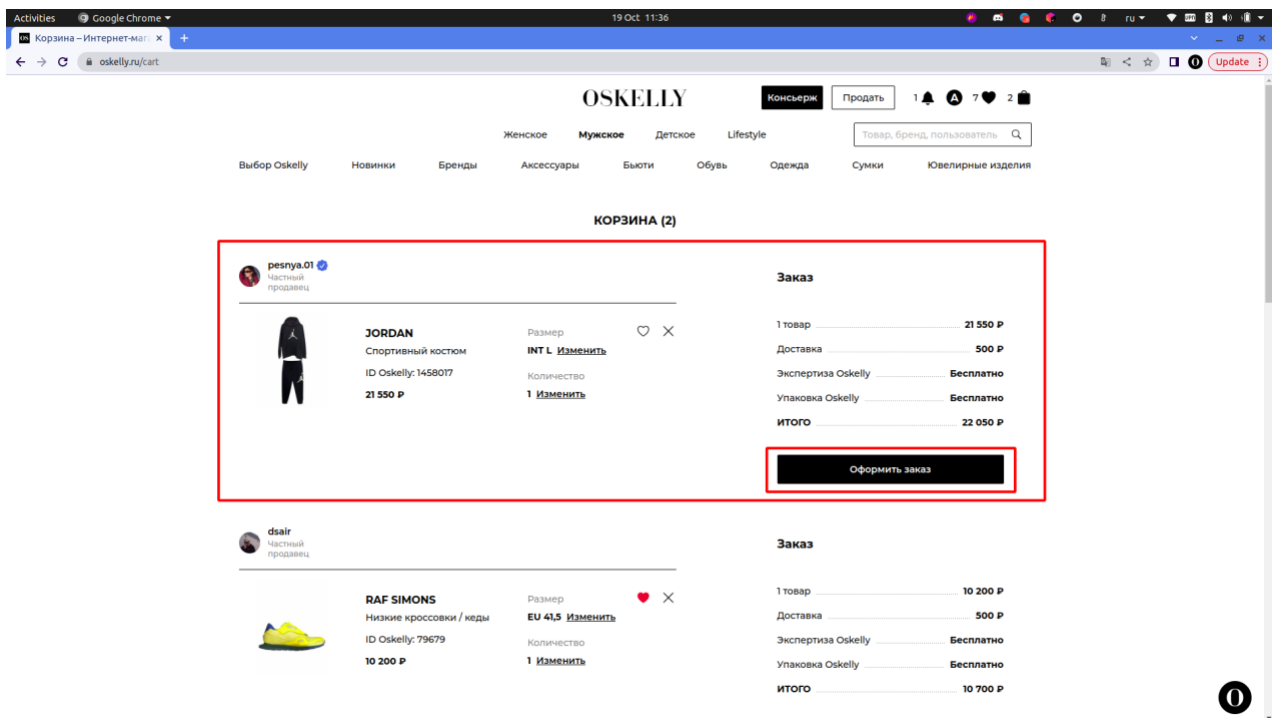 Activities Google Chrome 19 Oct 11:36 ru
Корзина – Интернет-мага
oskelly.ru/cart Update
OSKELLY Консьерж Продать 1 A 7 2
Женское Мужское Детское Lifestyle Товар, бренд, пользователь
Выбор Oskelly Новинки Бренды Аксессуары Бьюти Обувь Одежда Сумки Ювелирные изделия
КОРЗИНА (2)
pesnya.01
Частный
продавец
Заказ
JORDAN
Спортивный костюм
ID Oskelly: 1458017
21 550 ₽
Размер
INT L Изменить
Количество
1 Изменить
1 товар 21 550 ₽
Доставка 500 ₽
Экспертиза Oskelly Бесплатно
Упаковка Oskelly Бесплатно
ИТОГО 22 050 ₽
Оформить заказ
dsair
Частный
продавец
Заказ
RAF SIMONS
Низкие кроссовки / кеды
ID Oskelly: 79679
10 200 ₽
Размер
EU 41,5 Изменить
Количество
1 Изменить
1 товар 10 200 ₽
Доставка 500 ₽
Экспертиза Oskelly Бесплатно
Упаковка Oskelly Бесплатно
ИТОГО 10 700 ₽